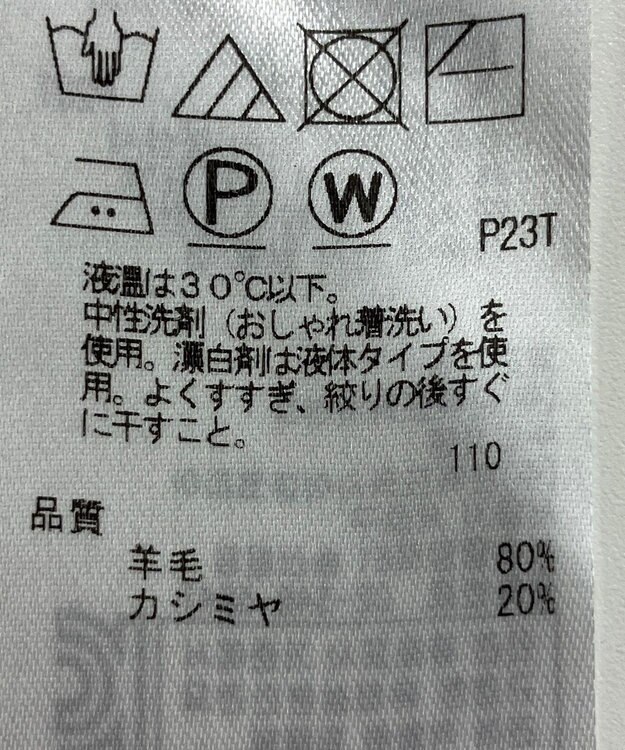 P W
P23T
液温は30℃以下。
中性洗剤（おしゃれ着洗い）を
使用。漂白剤は液体タイプを使
用。よくすすぎ、絞りの後すぐ
に干すこと。
110
品質
羊毛 80%
カシミヤ 20%